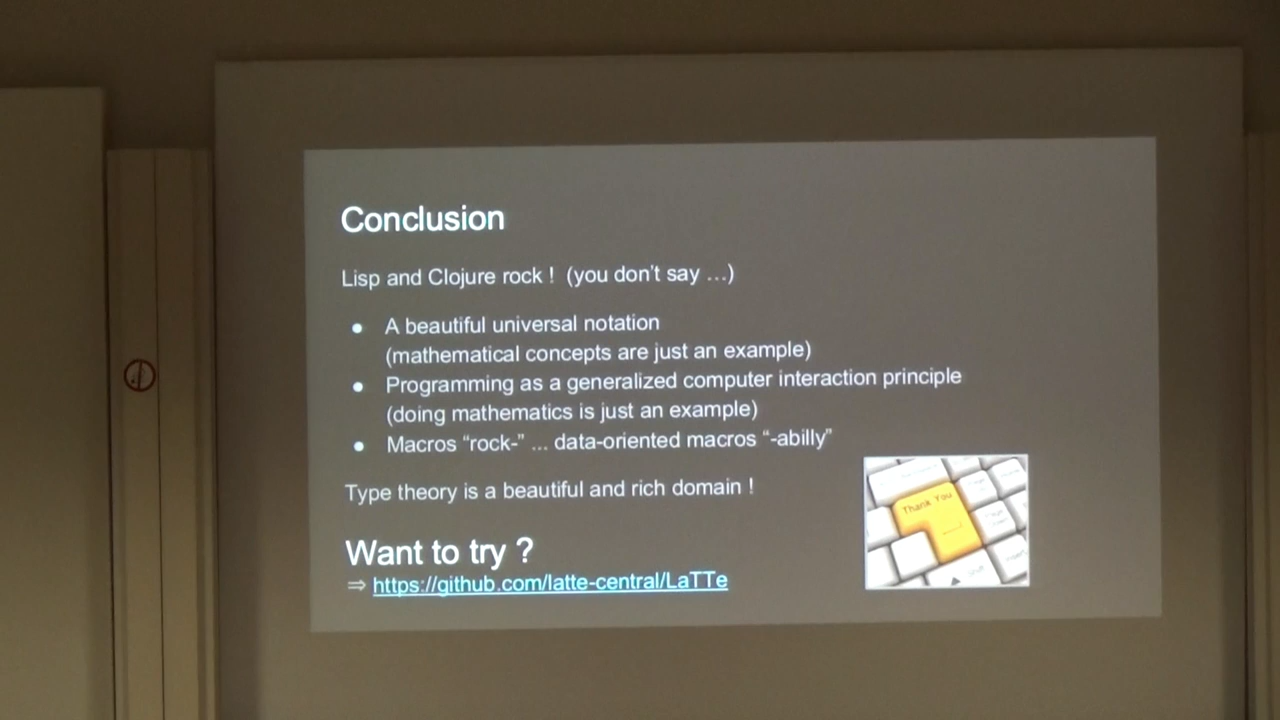 Conclusion
Lisp and Clojure rock ! (you don't say ...)
● A beautiful universal notation
(mathematical concepts are just an example)
● Programming as a generalized computer interaction principle
(doing mathematics is just an example)
● Macros “rock-” ... data-oriented macros “-abilly”
Type theory is a beautiful and rich domain !
Thank You
Want to try ?
⇒ https://github.com/latte-central/LaTTe